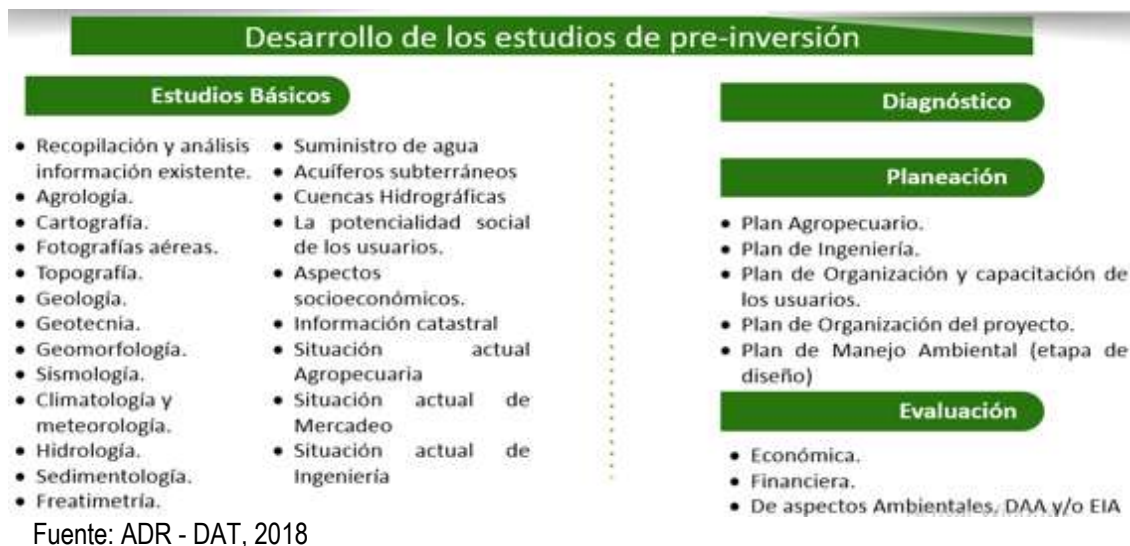 Desarrollo de los estudios de pre-inversión
Estudios Básicos
• Recopilación y análisis
información existente.
• Agrología.
• Cartografía.
• Fotografías aéreas.
• Topografía.
• Geología.
• Geotecnia.
• Geomorfología.
• Sismología.
• Climatología y
meteorología.
• Hidrología.
• Sedimentología.
• Freatimetría.
• Suministro de agua
• Acuíferos subterráneos
• Cuencas Hidrográficas
• La potencialidad social
de los usuarios.
• Aspectos
socioeconómicos.
• Información catastral
• Situación actual
Agropecuaria
• Situación actual de
Mercadeo
• Situación actual de
Ingeniería
Diagnóstico
Planeación
• Plan Agropecuario.
• Plan de Ingeniería.
• Plan de Organización y capacitación de
los usuarios.
• Plan de Organización del proyecto.
• Plan de Manejo Ambiental (etapa de
diseño)
Evaluación
• Económica.
• Financiera.
• De aspectos Ambientales, DAA y/o EIA
Fuente: ADR - DAT, 2018